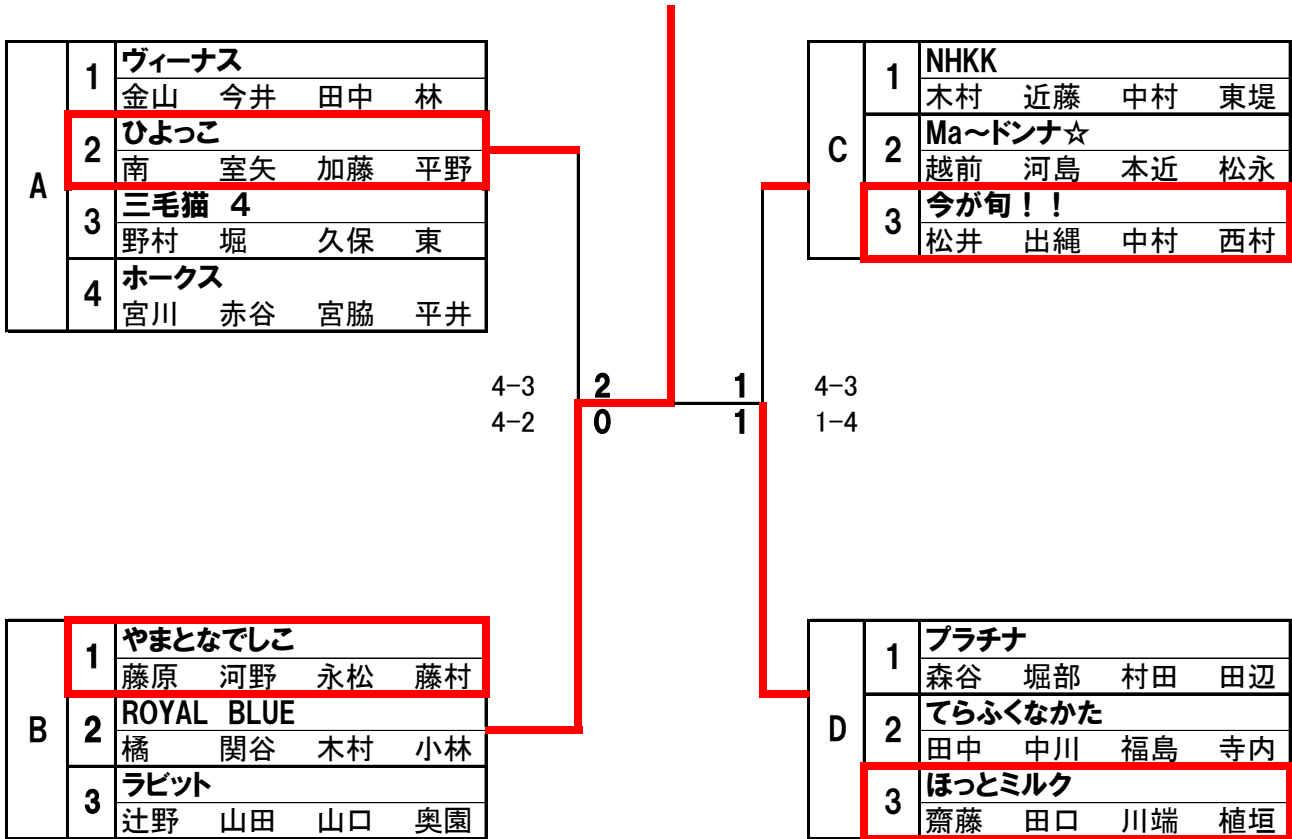 A
1 ヴィーナス
金山 今井 田中 林
2 ひよっこ
南 室矢 加藤 平野
3 三毛猫 4
野村 堀 久保 東
4 ホークス
宮川 赤谷 宮脇 平井
C
1 NHKK
木村 近藤 中村 東堤
2 Ma～ドンナ☆
越前 河島 本近 松永
3 今が旬！！
松井 出縄 中村 西村
4-3 2 1 4-3
4-2 0 1 1-4
B
1 やまとなでしこ
藤原 河野 永松 藤村
2 ROYAL BLUE
橘 関谷 木村 小林
3 ラビット
辻野 山田 山口 奥園
D
1 プラチナ
森谷 堀部 村田 田辺
2 てらふくなかた
田中 中川 福島 寺内
3 ほっとミルク
齋藤 田口 川端 植垣